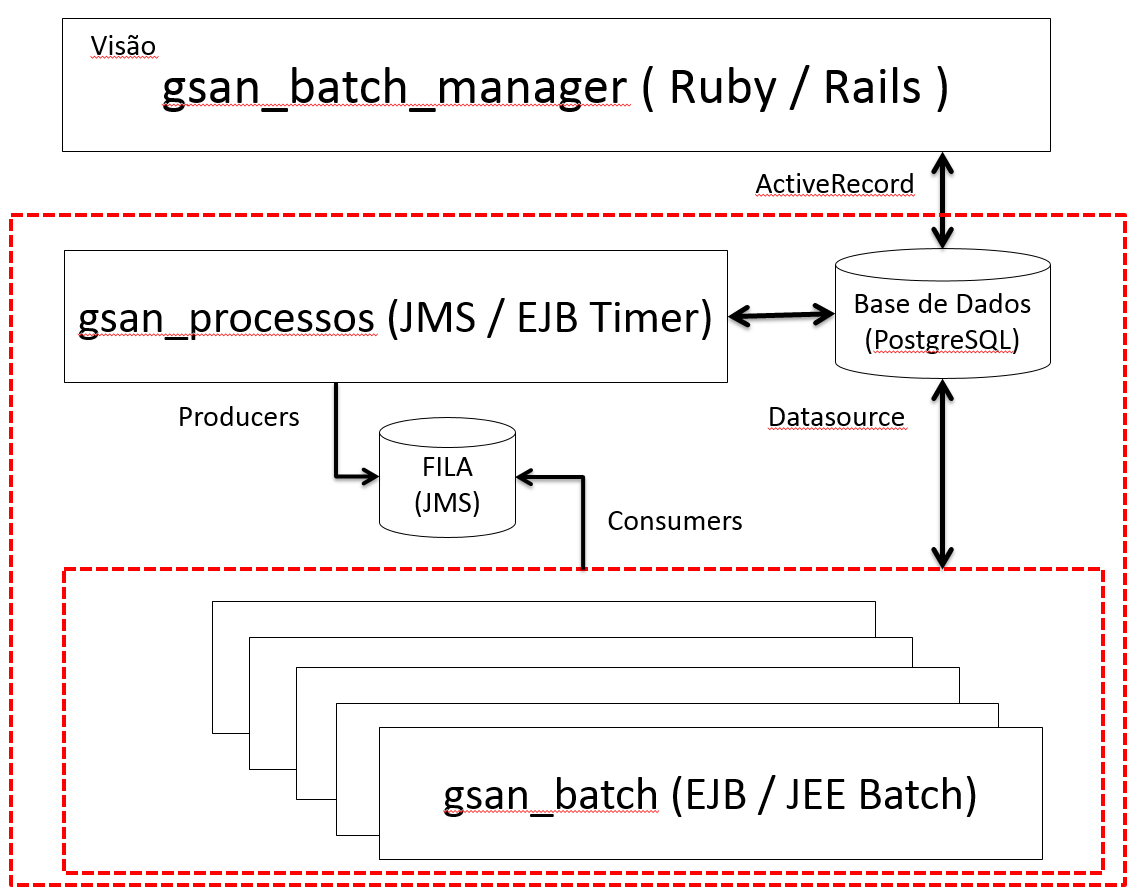 Visão
gsan_batch_manager ( Ruby / Rails )
ActiveRecord
gsan_processos (JMS / EJB Timer)
Base de Dados
(PostgreSQL)
Producers
Datasource
FILA
(JMS)
Consumers
gsan_batch (EJB / JEE Batch)